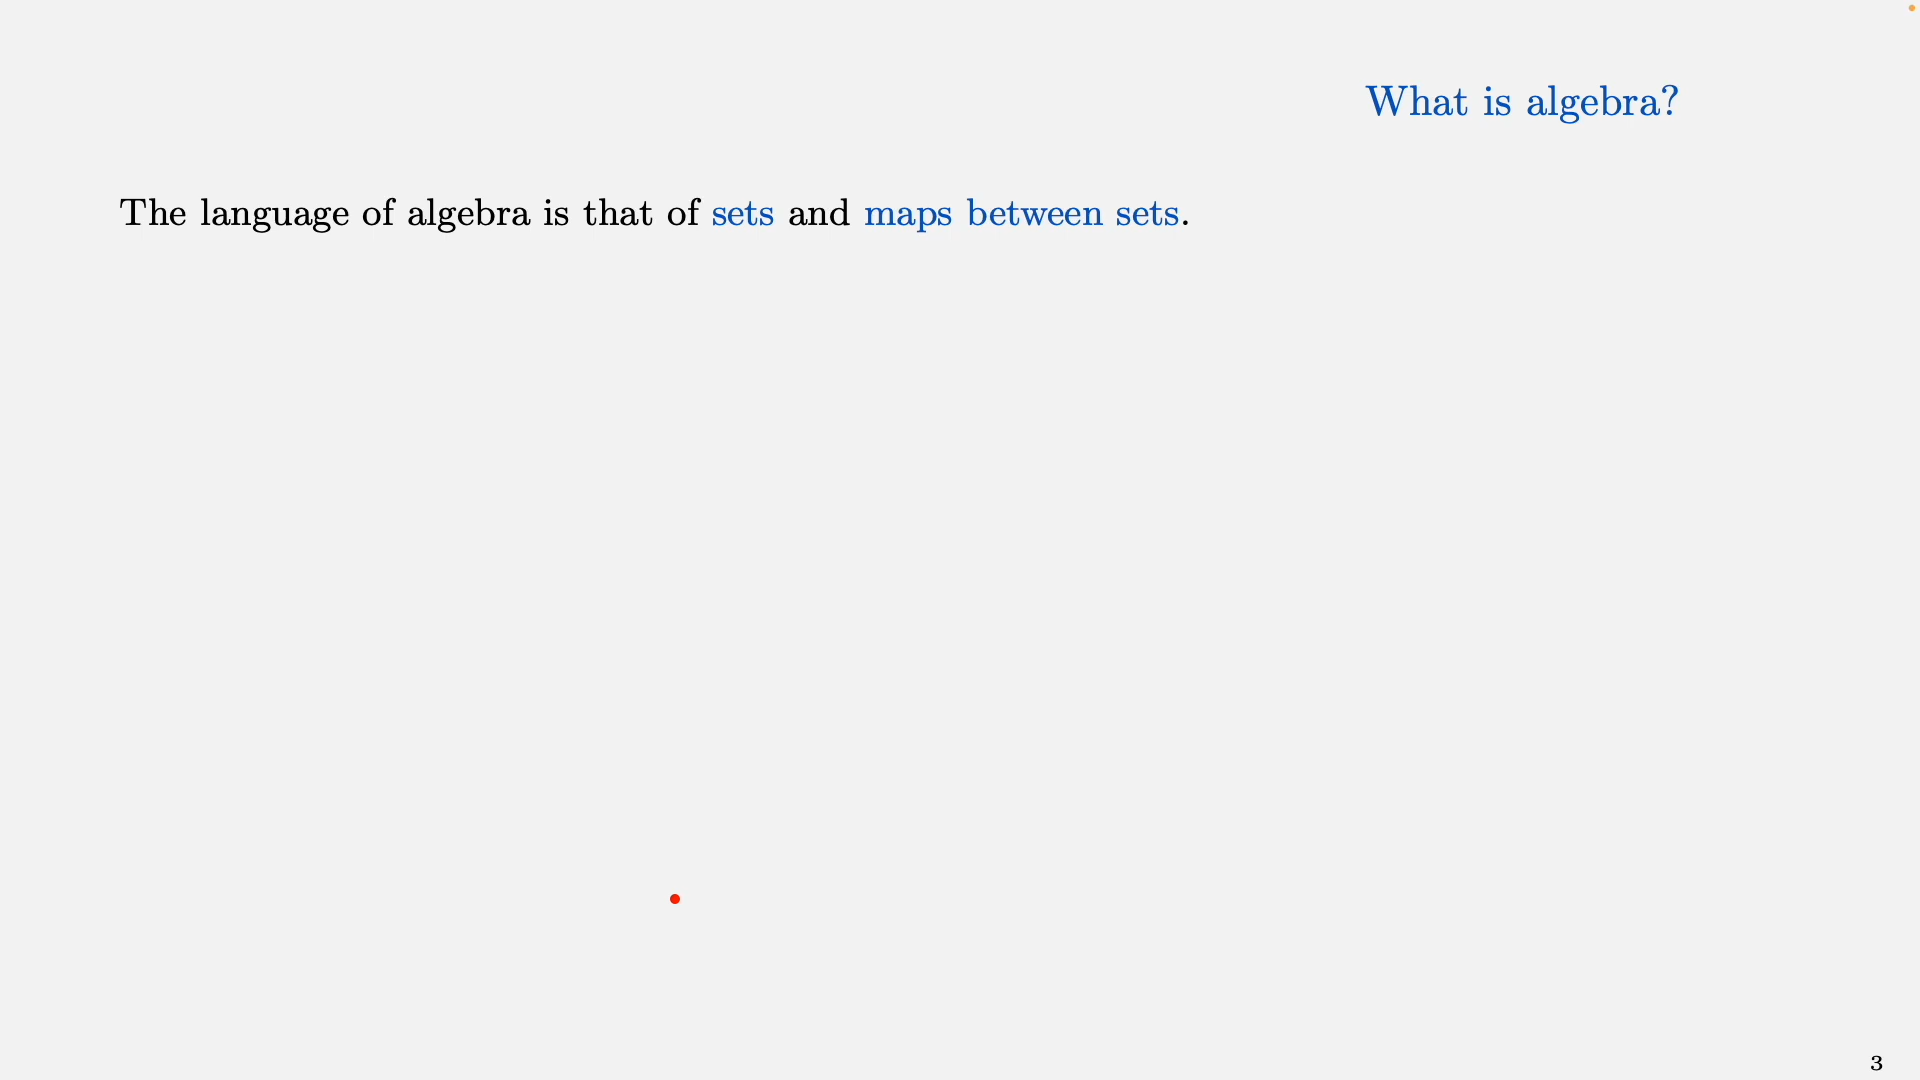 What is algebra?
The language of algebra is that of sets and maps between sets.
3